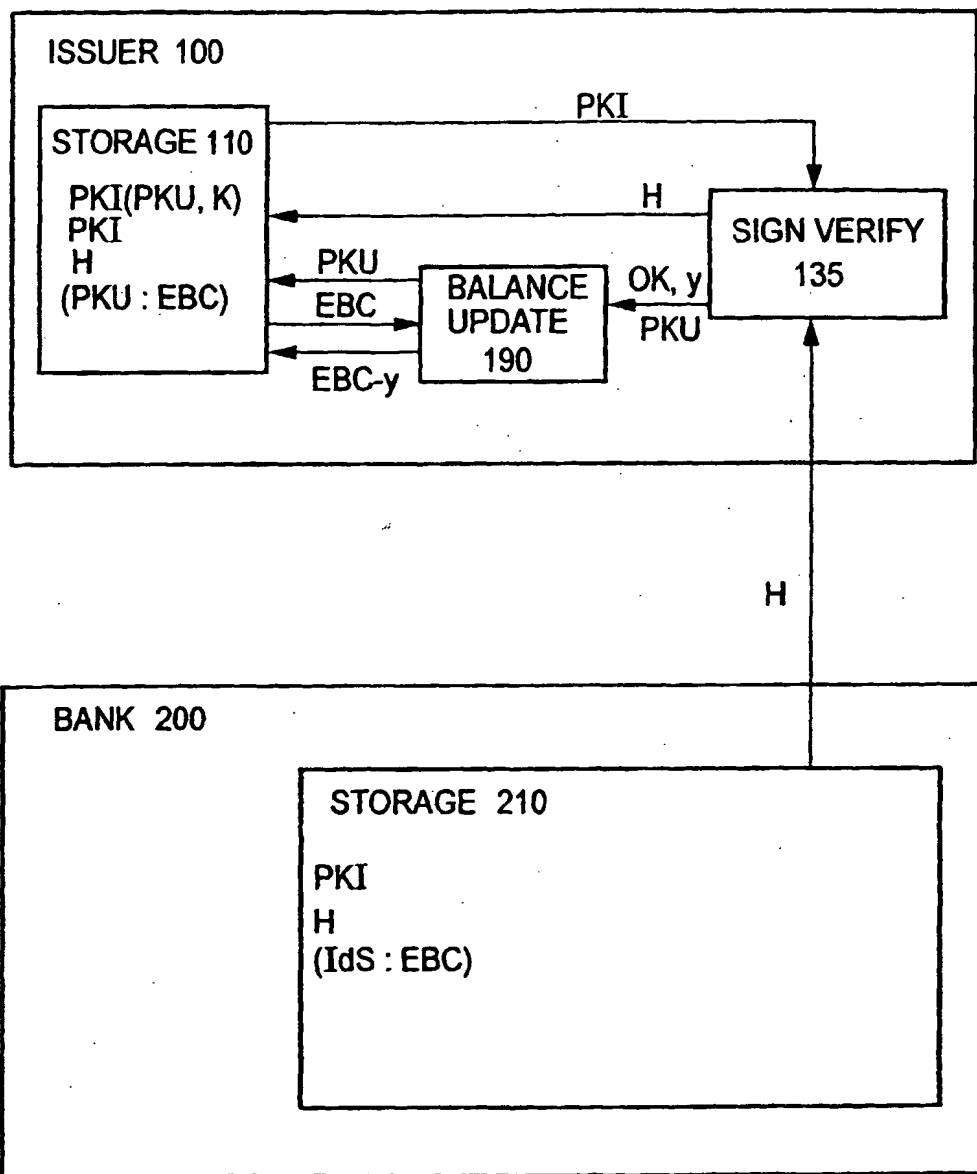 ISSUER 100
STORAGE 110
PKI(PKU, K)
PKI
H
(PKU : EBC)
PKI
H
PKU
EBC
EBC-y
BALANCE
UPDATE
190
OK, y
PKU
SIGN VERIFY
135
H
BANK 200
STORAGE 210
PKI
H
(IdS : EBC)